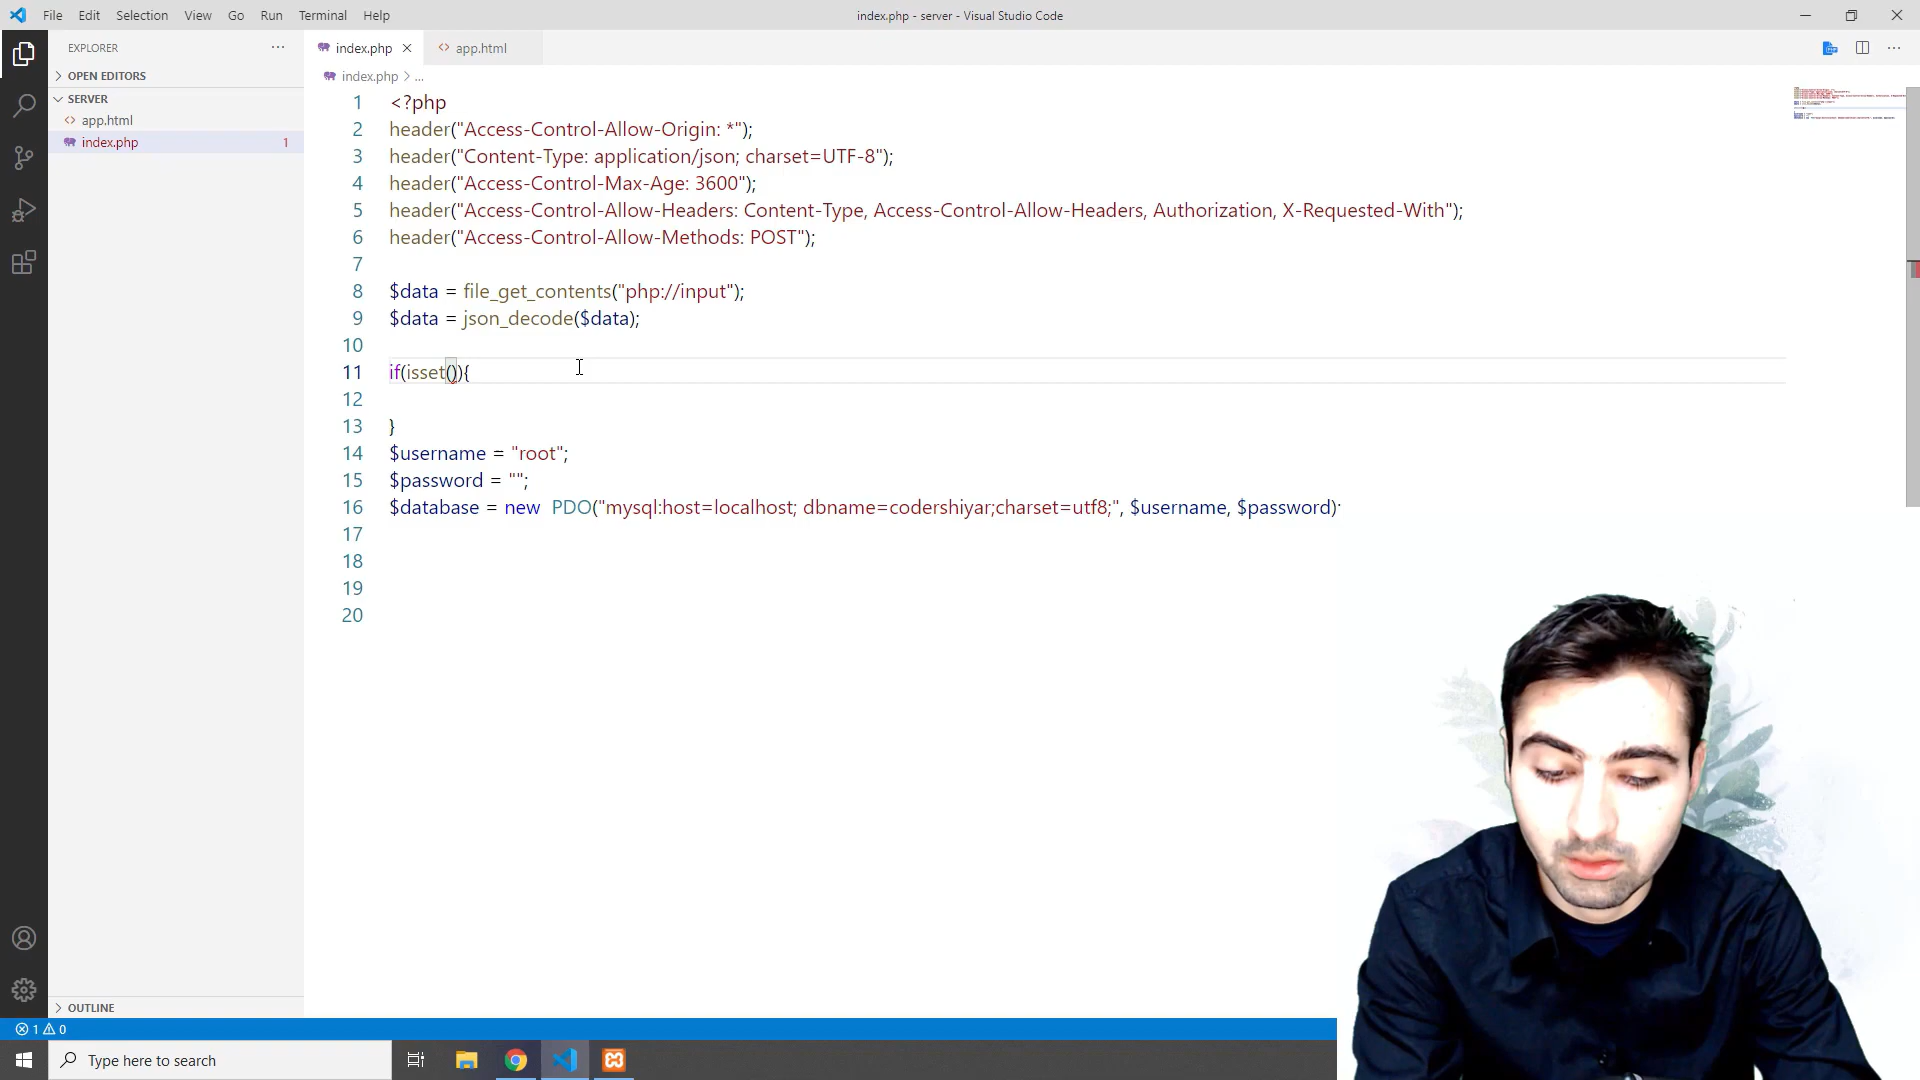 File Edit Selection View Go Run Terminal Help
index.php - server - Visual Studio Code
EXPLORER
index.php
app.html
OPEN EDITORS
index.php > ...
SERVER
app.html
index.php 1
1 <?php
2 header("Access-Control-Allow-Origin: *");
3 header("Content-Type: application/json; charset=UTF-8");
4 header("Access-Control-Max-Age: 3600");
5 header("Access-Control-Allow-Headers: Content-Type, Access-Control-Allow-Headers, Authorization, X-Requested-With");
6 header("Access-Control-Allow-Methods: POST");
7
8 $data = file_get_contents("php://input");
9 $data = json_decode($data);
10
11 if(isset()){
12
13 }
14 $username = "root";
15 $password = "";
16 $database = new PDO("mysql:host=localhost; dbname=codershiyar;charset=utf8;", $username, $password)
17
18
19
20
OUTLINE
1 0
Type here to search